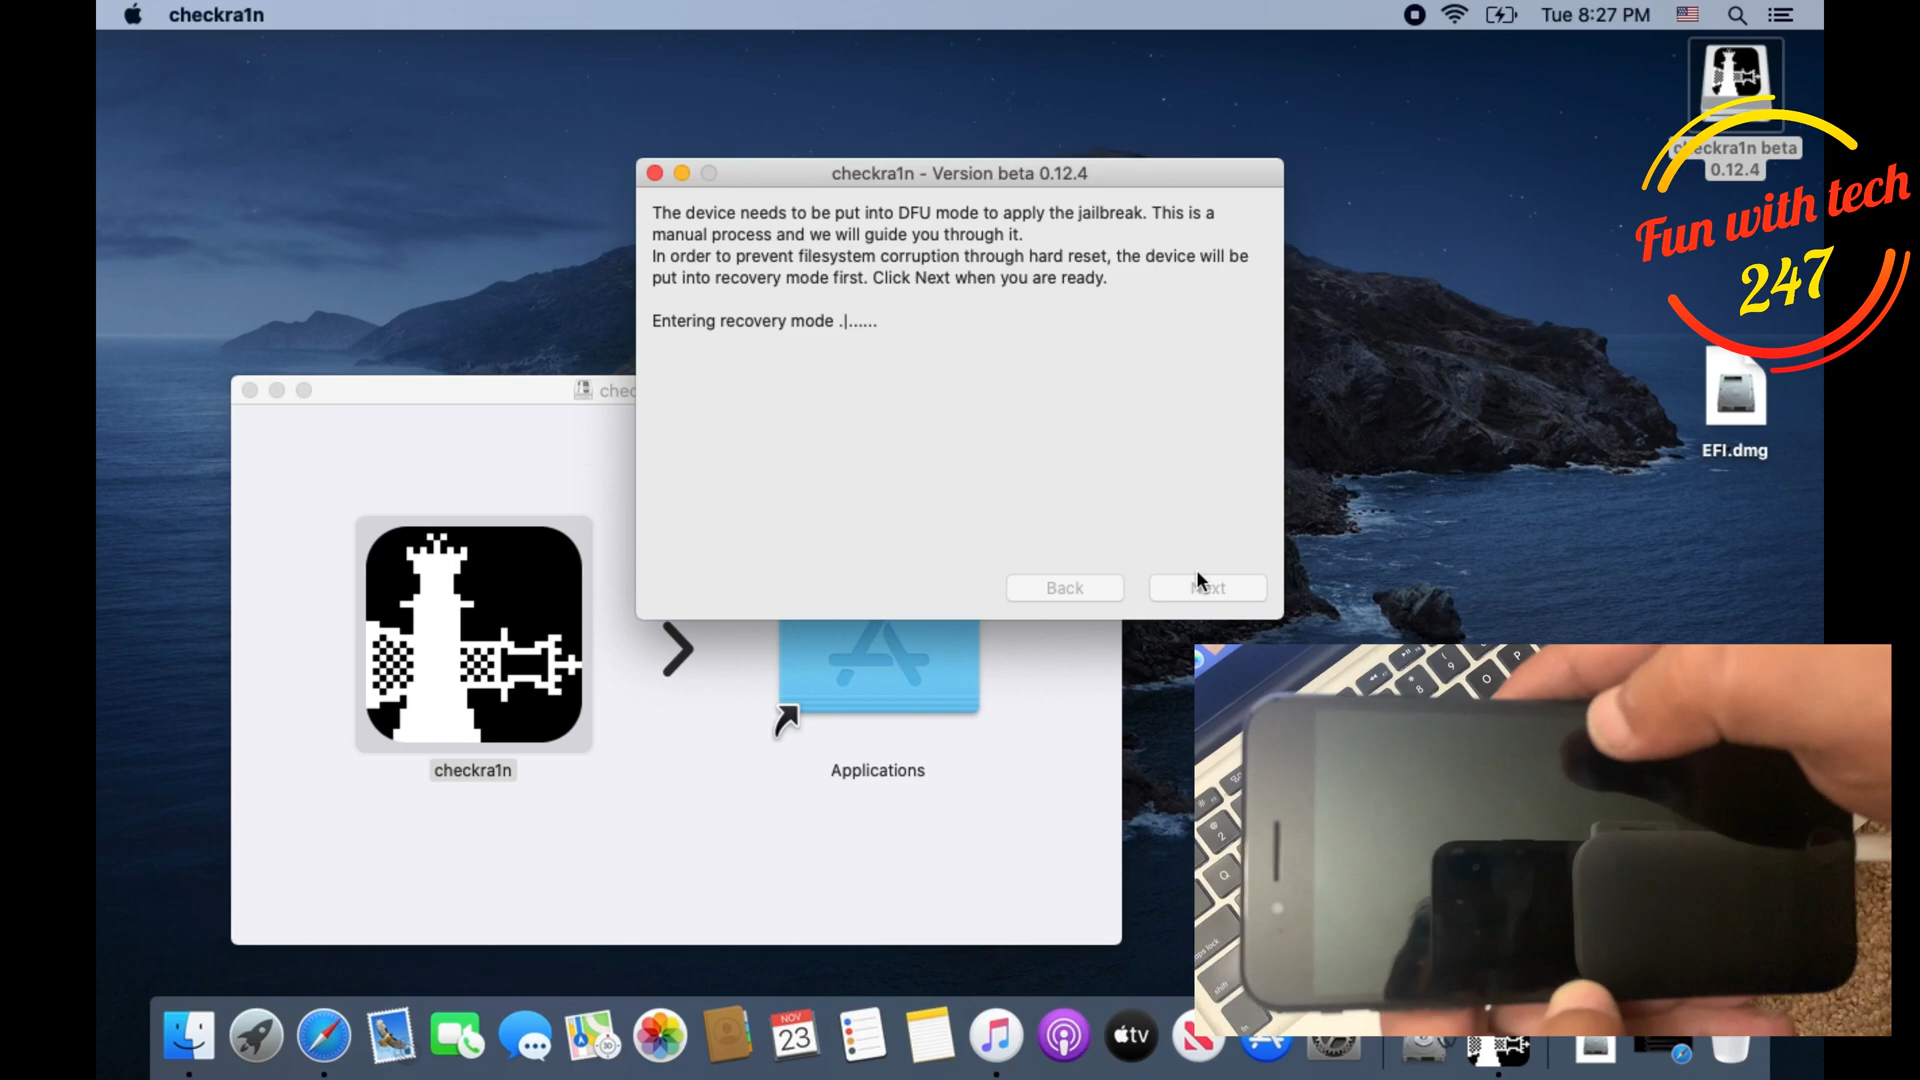 checkra1n
Tue 8:27 PM
checkra1n - Version beta 0.12.4
The device needs to be put into DFU mode to apply the jailbreak. This is a
manual process and we will guide you through it.
In order to prevent filesystem corruption through hard reset, the device will be
put into recovery mode first. Click Next when you are ready.
Entering recovery mode .|......
Back
Next
checkra1n beta
0.12.4
Fun with tech
247
EFI.dmg
chec
checkra1n
Applications
NOV
23
tv